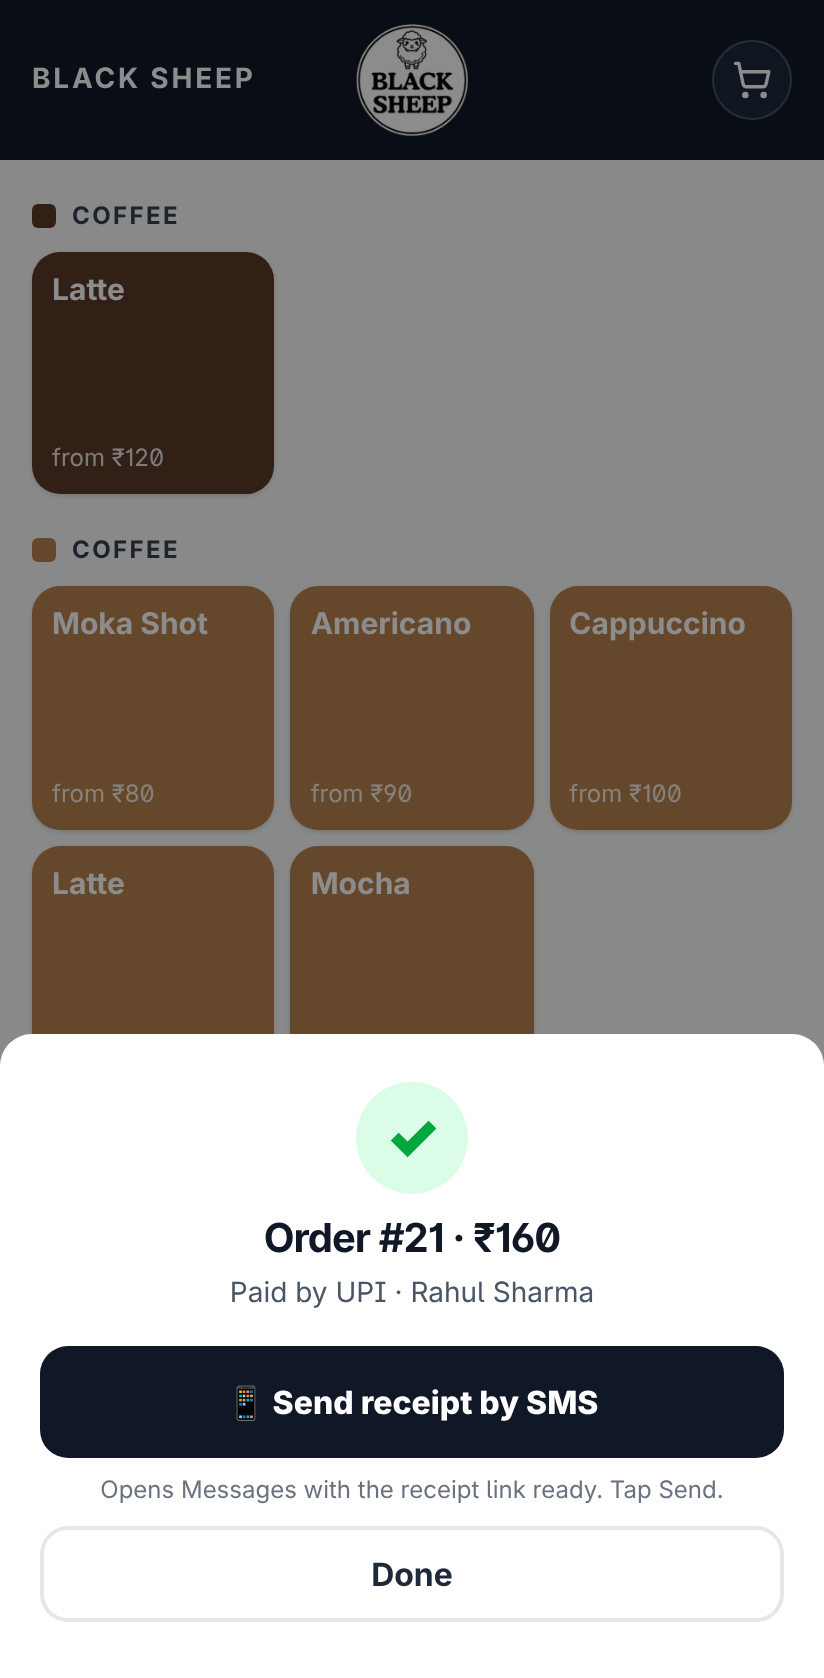 BLACK SHEEP
BLACK
SHEEP
COFFEE
Latte
from ₹120
COFFEE
Moka Shot
Americano
Cappuccino
from ₹80
from ₹90
from ₹100
Latte
Mocha
Order #21 · ₹160
Paid by UPI · Rahul Sharma
Send receipt by SMS
Opens Messages with the receipt link ready. Tap Send.
Done